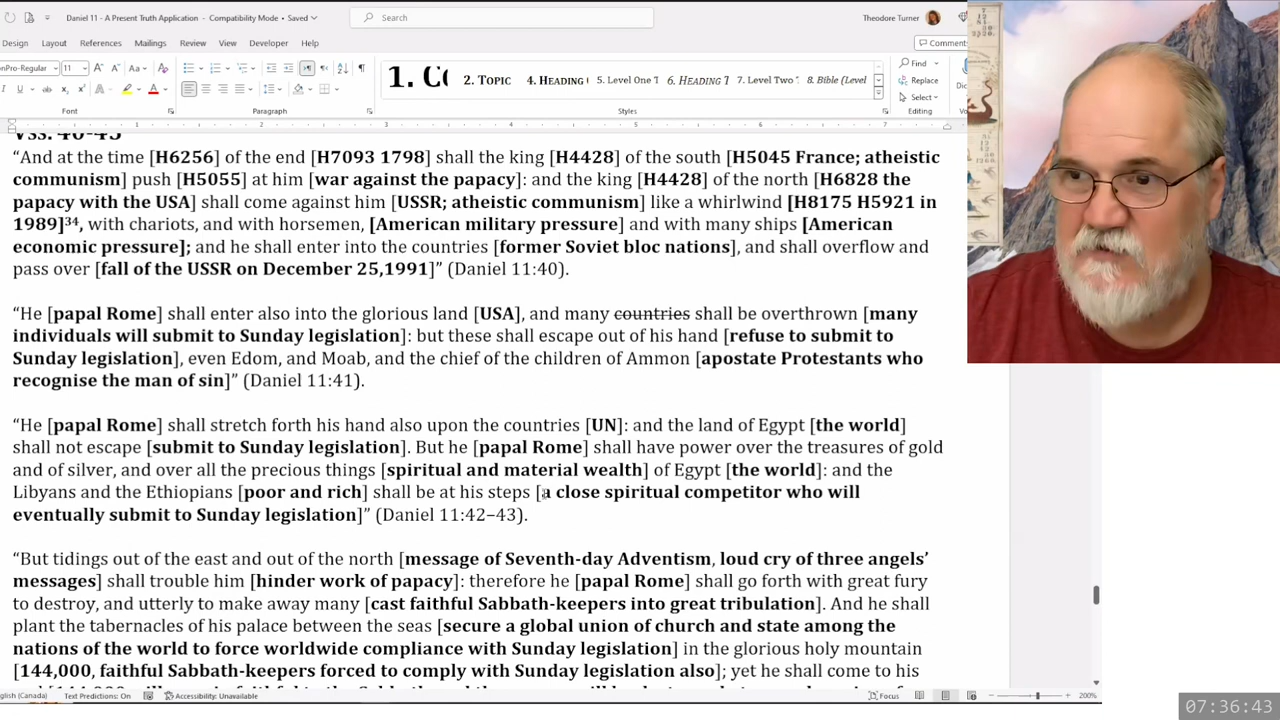 Daniel 11 - A Present Truth Application - Compatibility Mode • Saved
Search
Theodore Turner
Design Layout References Mailings Review View Developer Help
Comment
nPro-Regular 11
1. Co 2. Topic 4. Heading 5. Level One 6. Heading 7. Level Two 8. Bible (Level
Find
Replace
Select
Font Paragraph Styles Editing
2 3 4 5 6 7
Vss. 40-45
“And at the time [H6256] of the end [H7093 1798] shall the king [H4428] of the south [H5045 France; atheistic
communism] push [H5055] at him [war against the papacy]: and the king [H4428] of the north [H6828 the
papacy with the USA] shall come against him [USSR; atheistic communism] like a whirlwind [H8175 H5921 in
1989]34, with chariots, and with horsemen, [American military pressure] and with many ships [American
economic pressure]; and he shall enter into the countries [former Soviet bloc nations], and shall overflow and
pass over [fall of the USSR on December 25,1991]” (Daniel 11:40).
“He [papal Rome] shall enter also into the glorious land [USA], and many countries shall be overthrown [many
individuals will submit to Sunday legislation]: but these shall escape out of his hand [refuse to submit to
Sunday legislation], even Edom, and Moab, and the chief of the children of Ammon [apostate Protestants who
recognise the man of sin]” (Daniel 11:41).
“He [papal Rome] shall stretch forth his hand also upon the countries [UN]: and the land of Egypt [the world]
shall not escape [submit to Sunday legislation]. But he [papal Rome] shall have power over the treasures of gold
and of silver, and over all the precious things [spiritual and material wealth] of Egypt [the world]: and the
Libyans and the Ethiopians [poor and rich] shall be at his steps [a close spiritual competitor who will
eventually submit to Sunday legislation]” (Daniel 11:42–43).
“But tidings out of the east and out of the north [message of Seventh-day Adventism, loud cry of three angels’
messages] shall trouble him [hinder work of papacy]: therefore he [papal Rome] shall go forth with great fury
to destroy, and utterly to make away many [cast faithful Sabbath-keepers into great tribulation]. And he shall
plant the tabernacles of his palace between the seas [secure a global union of church and state among the
nations of the world to force worldwide compliance with Sunday legislation] in the glorious holy mountain
[144,000, faithful Sabbath-keepers forced to comply with Sunday legislation also]; yet he shall come to his
English (Canada) Text Predictions: On Accessibility: Unavailable Focus 200%
07:36:43